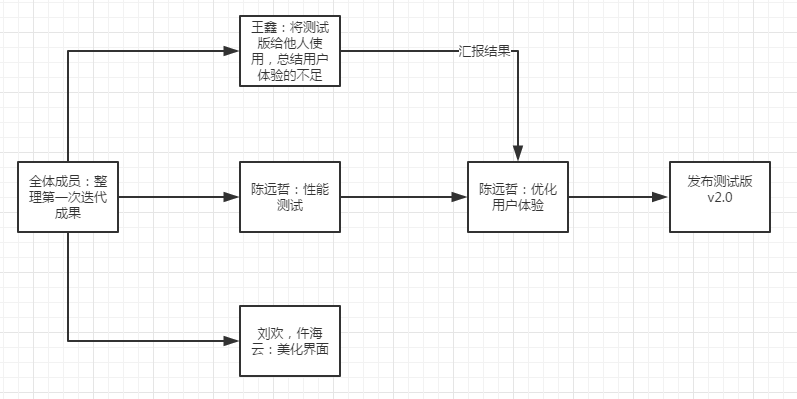 王鑫：将测试
版给他人使
用，总结用户
体验的不足
汇报结果
全体成员：整
理第一次迭代
成果
陈远哲：性能
测试
陈远哲：优化
用户体验
发布测试版
v2.0
刘欢，仵海
云：美化界面